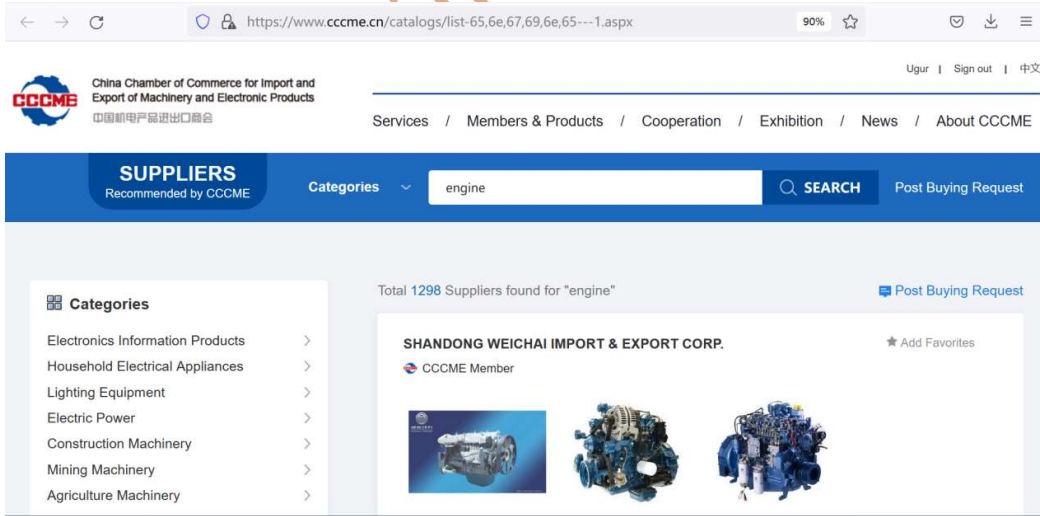 https://www.cccme.cn/catalogs/list-65,6e,67,69,6e,65---1.aspx
90%
Ugur | Sign out | 中文
CCCME
China Chamber of Commerce for Import and
Export of Machinery and Electronic Products
中国机电产品进出口商会
Services / Members & Products / Cooperation / Exhibition / News / About CCCME
SUPPLIERS
Recommended by CCCME
Categories
engine
SEARCH
Post Buying Request
Categories
Electronics Information Products
Household Electrical Appliances
Lighting Equipment
Electric Power
Construction Machinery
Mining Machinery
Agriculture Machinery
Total 1298 Suppliers found for "engine"
Post Buying Request
SHANDONG WEICHAI IMPORT & EXPORT CORP.
Add Favorites
CCCME Member